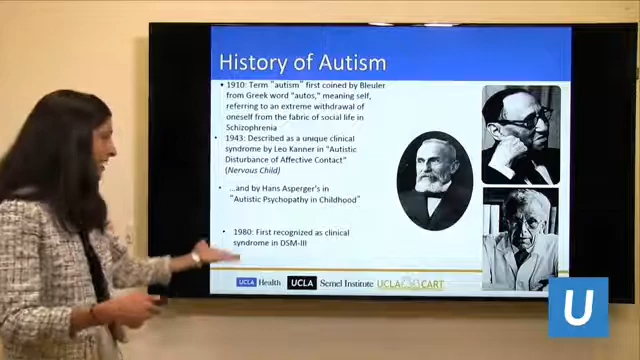 History of Autism
• 1910: Term "autism" first coined by Bleuler
from Greek word "autos," meaning self,
referring to an extreme withdrawal of
oneself from the fabric of social life in
Schizophrenia
• 1943: Described as a unique clinical
syndrome by Leo Kanner in "Autistic
Disturbance of Affective Contact"
(Nervous Child)
• …and by Hans Asperger's in
"Autistic Psychopathy in Childhood"
• 1980: First recognized as clinical
syndrome in DSM-III
UCLA Health UCLA Semel Institute UCLA CART
U